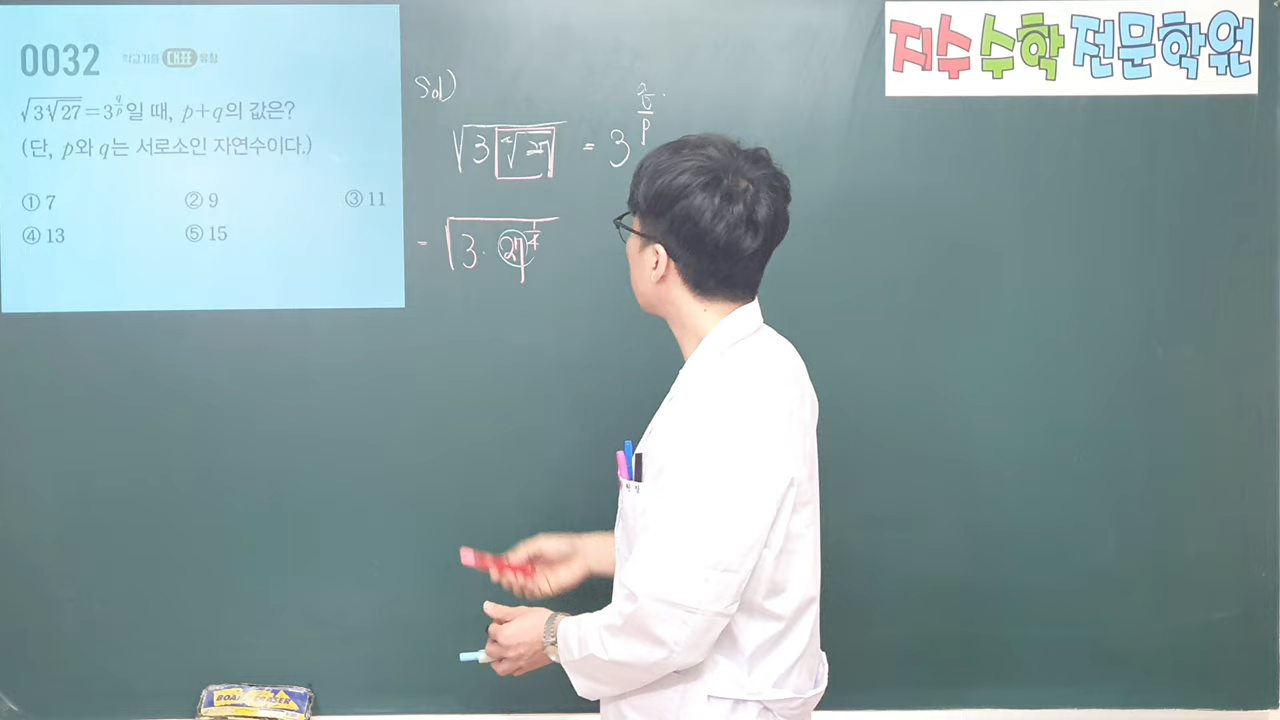 0032 학교기출 대표 유형
√(3∜27) = 3^(q/p) 일 때, p+q의 값은?
(단, p와 q는 서로소인 자연수이다.)
① 7 ② 9 ③ 11
④ 13 ⑤ 15
Sol)
√(3∜27) = 3^(q/p)
= √(3·27^(1/4))
지수수학전문학원